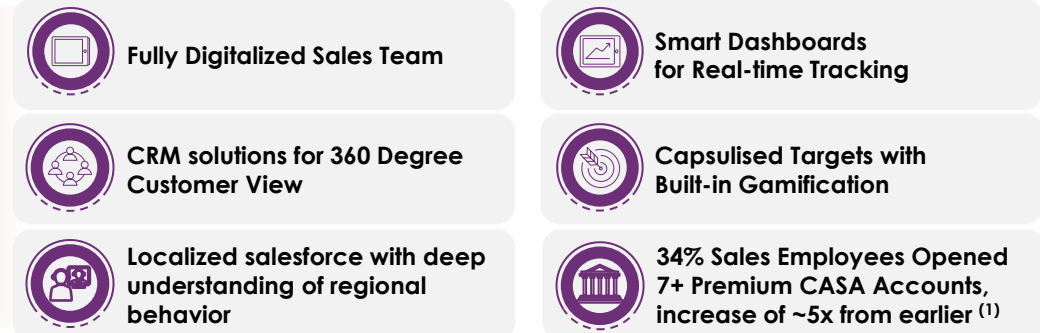 Fully Digitalized Sales Team
Smart Dashboards
for Real-time Tracking
CRM solutions for 360 Degree
Customer View
Capsulised Targets with
Built-in Gamification
Localized salesforce with deep
understanding of regional
behavior
34% Sales Employees Opened
7+ Premium CASA Accounts,
increase of ~5x from earlier (1)